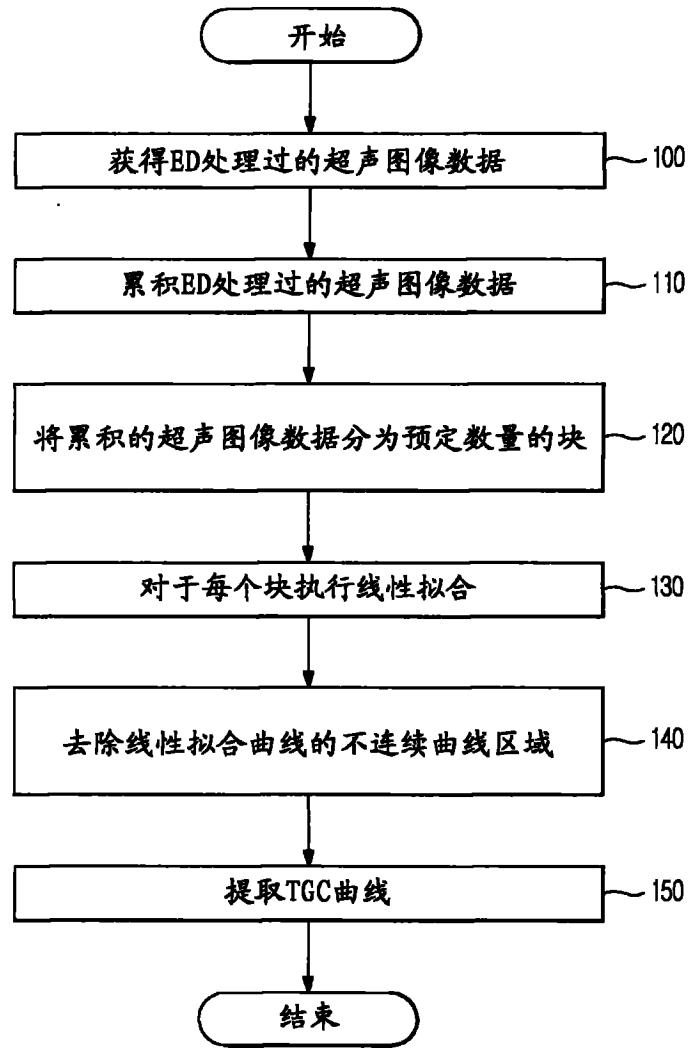 开始
获得ED处理过的超声图像数据
100
累积ED处理过的超声图像数据
110
将累积的超声图像数据分为预定数量的块
120
对于每个块执行线性拟合
130
去除线性拟合曲线的不连续曲线区域
140
提取TGC曲线
150
结束